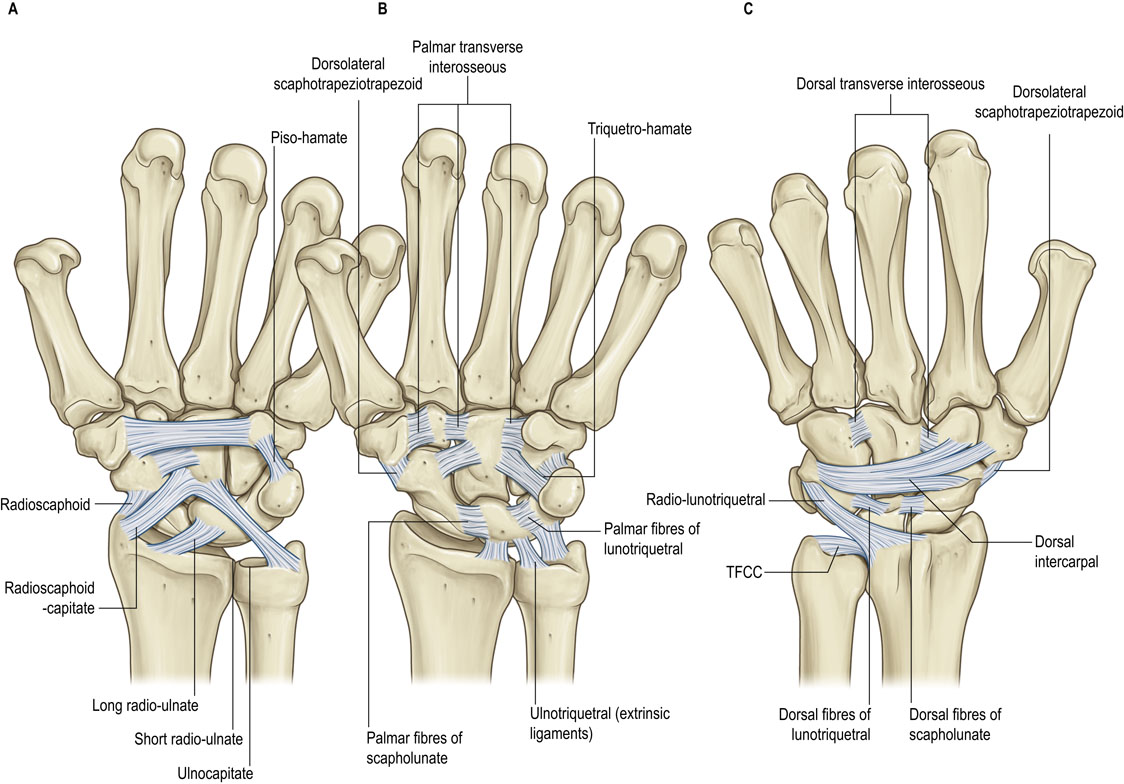 A
B
C
Palmar transverse
interosseous
Dorsolateral
scaphotrapeziotrapezoid
Piso-hamate
Triquetro-hamate
Dorsal transverse interosseous
Dorsolateral
scaphotrapeziotrapezoid
Radioscaphoid
Radioscaphoid
-capitate
Long radio-ulnate
Short radio-ulnate
Ulnocapitate
Palmar fibres of
scapholunate
Palmar fibres of
lunotriquetral
Ulnotriquetral (extrinsic
ligaments)
Radio-lunotriquetral
TFCC
Dorsal
intercarpal
Dorsal fibres of
lunotriquetral
Dorsal fibres of
scapholunate